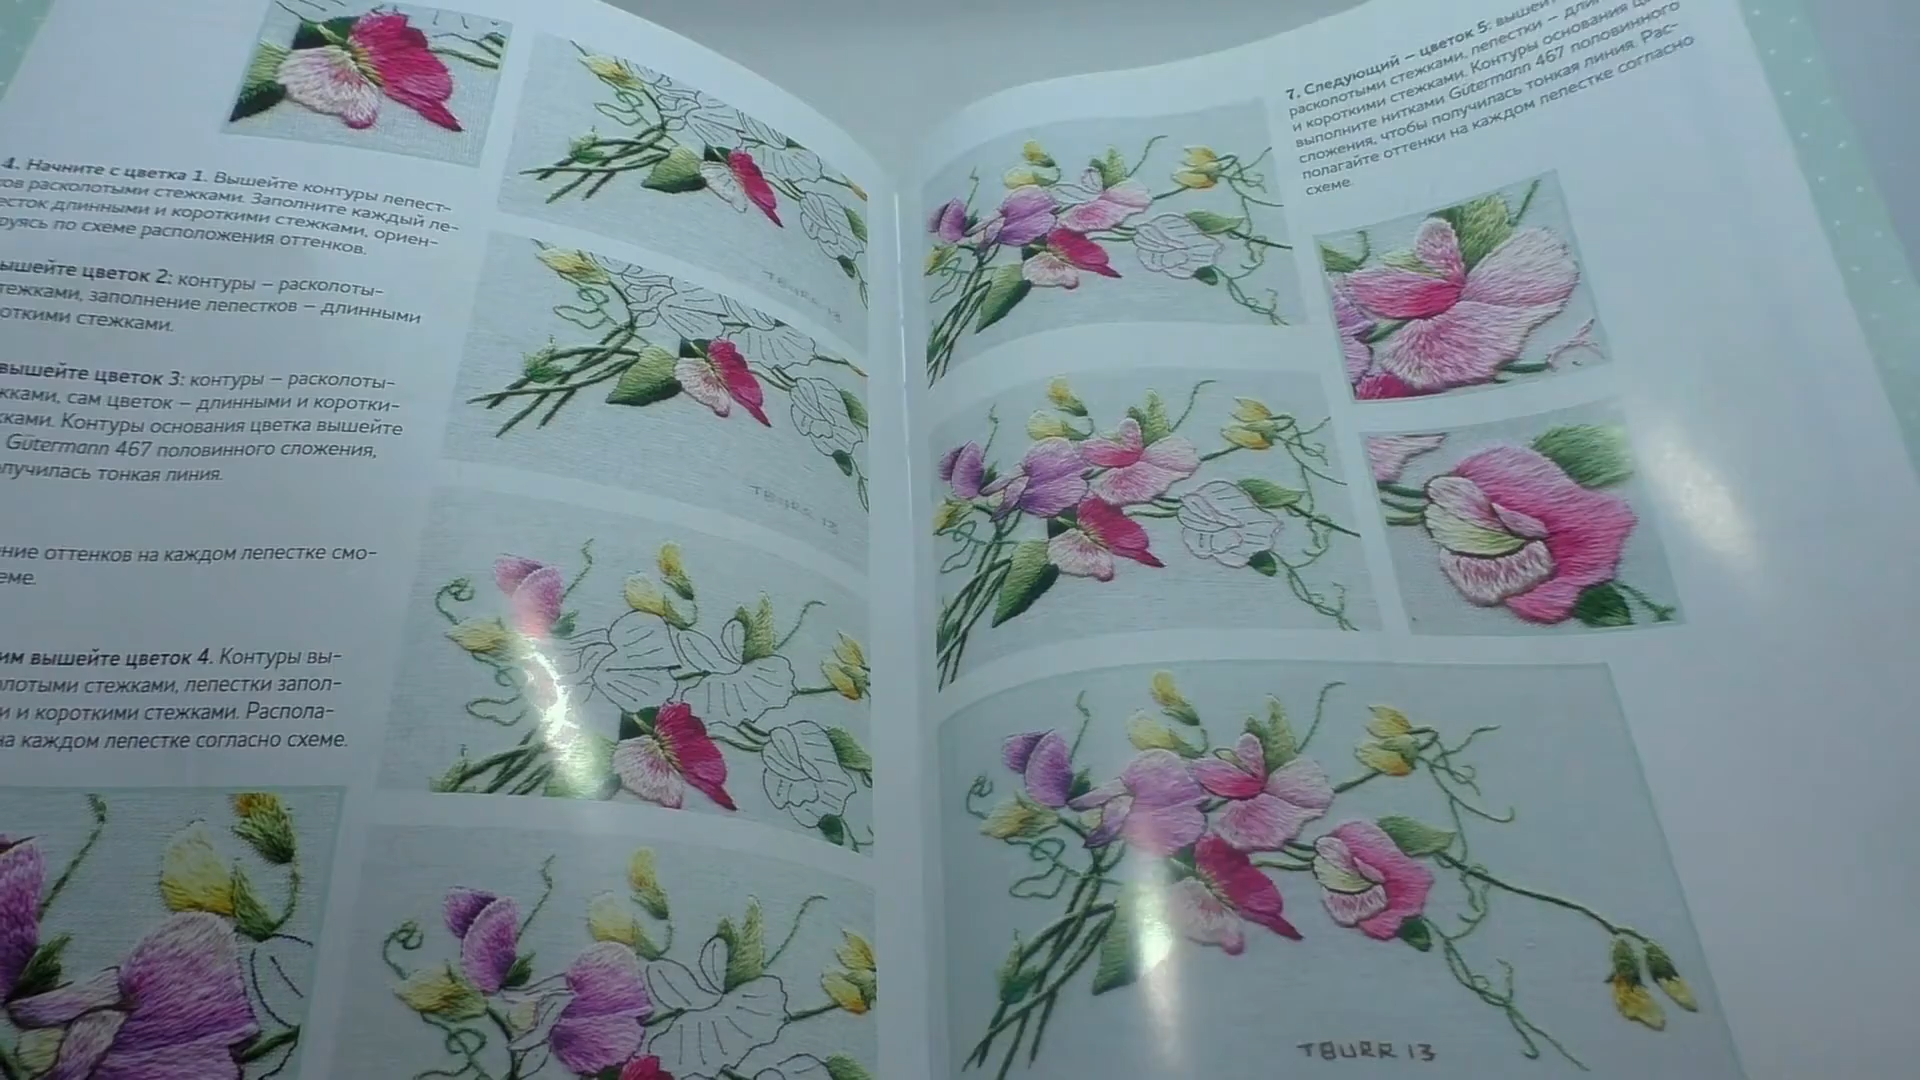 4. Начните с цветка 1. Вышейте контуры лепест-
ков расколотыми стежками. Заполните каждый ле-
песток длинными и короткими стежками, ориен-
руясь по схеме расположения оттенков.
вышейте цветок 2: контуры – расколоты-
тежками, заполнение лепестков – длинными
откими стежками.
вышейте цветок 3: контуры – расколоты-
жками, сам цветок – длинными и коротки-
жками. Контуры основания цветка вышейте
Gütermann 467 половинного сложения,
лучилась тонкая линия.
ние оттенков на каждом лепестке смо-
еме.
им вышейте цветок 4. Контуры вы-
лотыми стежками, лепестки запол-
и и короткими стежками. Распола-
на каждом лепестке согласно схеме.
TBURR 13
TBURR 13
7. Следующий – цветок 5: вышей
расколотыми стежками, лепестки – дли
и короткими стежками. Контуры основания ц
выполните нитками Gütermann 467 половинного
сложения, чтобы получилась тонкая линия. Рас-
полагайте оттенки на каждом лепестке согласно
схеме.
TBURR 13